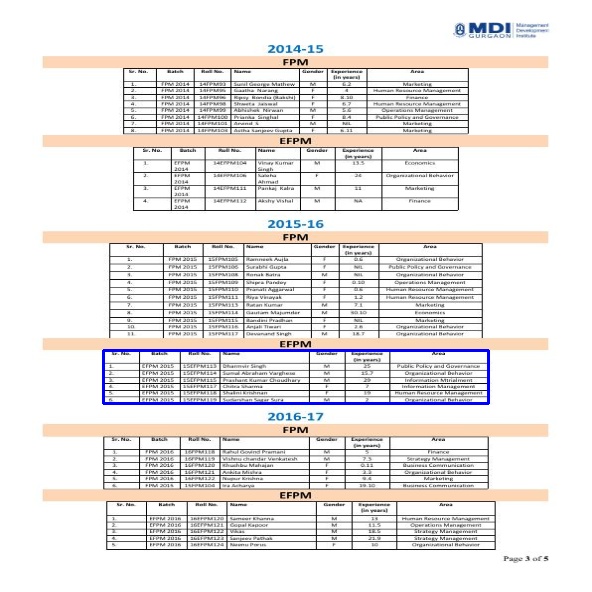 MDI Management
Development
GURGAON Institute
2014-15
FPM
Sr. No. Batch Roll No. Name Gender Experience Area
(in years)
1. FPM 2014 14FPM93 Sunil George Mathew M 6.2 Marketing
2. FPM 2014 14FPM95 Gaatha Narang F 4 Human Resource Management
3. FPM 2014 14FPM96 F 8.10 Finance
4. FPM 2014 14FPM98 Shweta Jaiswal F 6.7 Human Resource Management
5. FPM 2014 14FPM99 Abhishek Nirwan M 5.6 Operations Management
6. FPM 2014 14FPM100 Prianka Singhal F 8.4 Public Policy and Governance
7. FPM 2014 14FPM101 Arvind S M NIL Marketing
8. FPM 2014 14FPM103 Astha Sanjeev Gupta F 6.11 Marketing
EFPM
Sr. No. Batch Roll No. Name Gender Experience Area
(in years)
1. EFPM 14EFPM104 Vinay Kumar M 13.5 Economics
2014 Singh
2. EFPM 14EFPM106 Saleha F 24 Organizational Behavior
2014 Ahmad
3. EFPM 14EFPM111 Pankaj Kalra M 11 Marketing
2014
4. EFPM 14EFPM112 Akshy Vishal M NA Finance
2014
2015-16
FPM
Sr. No. Batch Roll No. Name Gender Experience Area
(in years)
1. FPM 2015 15FPM105 Ramneek Aujla F 0.6 Organizational Behavior
2. FPM 2015 15FPM106 Surabhi Gupta F NIL Public Policy and Governance
3. FPM 2015 15FPM108 Ronak Batra M NIL Organizational Behavior
4. FPM 2015 15FPM109 Shipra Pandey F 0.10 Operations Management
5. FPM 2015 15FPM110 Pranati Aggarwal F 0.6 Human Resource Management
6. FPM 2015 15FPM111 Riya Vinayak F 1.2 Human Resource Management
7. FPM 2015 15FPM113 Ratan Kumar M 7.1 Marketing
8. FPM 2015 15FPM114 Gautam Majumder M 30.10 Economics
9. FPM 2015 15FPM115 Bandini Pradhan F NIL Marketing
10. FPM 2015 15FPM116 Anjali Tiwari F 2.6 Organizational Behavior
11. FPM 2015 15FPM117 Devanand Singh M 18.7 Organizational Behavior
EFPM
Sr. No. Batch Roll No. Name Gender Experience Area
(in years)
1. EFPM 2015 15EFPM113 Dharmvir Singh M 25 Public Policy and Governance
2. EFPM 2015 15EFPM114 Sumal Abraham Varghese M 15.7 Organizational Behavior
3. EFPM 2015 15EFPM115 Prashant Kumar Choudhary M 29 Information
4. EFPM 2015 15EFPM117 Chitra Sharma F 7 Information Management
5. EFPM 2015 15EFPM118 Shalini Krishnan F 19 Human Resource Management
6. EFPM 2015 15EFPM119 Sudershan Sagar Sura M 2 Organizational Behavior
2016-17
FPM
Sr. No. Batch Roll No. Name Gender Experience Area
(in years)
1. FPM 2016 16FPM118 Rahul Govind Pramani M 5 Finance
2. FPM 2016 16FPM119 Vishnu chandar Venkatesh M 7.5 Strategy Management
3. FPM 2016 16FPM120 Khushbu Mahajan F 0.11 Business Communication
4. FPM 2016 16FPM121 Ankita Mishra F 3.3 Organizational Behavior
5. FPM 2016 16FPM122 Nupur Krishna F 9.4 Marketing
6. FPM 2016 16FPM104 Ira Acharya F 19.10 Business Communication
EFPM
Sr. No. Batch Roll No. Name Gender Experience Area
(in years)
1. EFPM 2016 16EFPM120 Sameer Khanna M 13 Human Resource Management
2. EFPM 2016 16EFPM121 Gopal Kapoor M 11.5 Operations Management
3. EFPM 2016 16EFPM122 Vikas M 18.5 Strategy Management
4. EFPM 2016 16EFPM123 Sanjeev Pathak M 21.9 Strategy Management
5. EFPM 2016 16EFPM124 Neemu Porus F 10 Organizational Behavior
Page 3 of 5